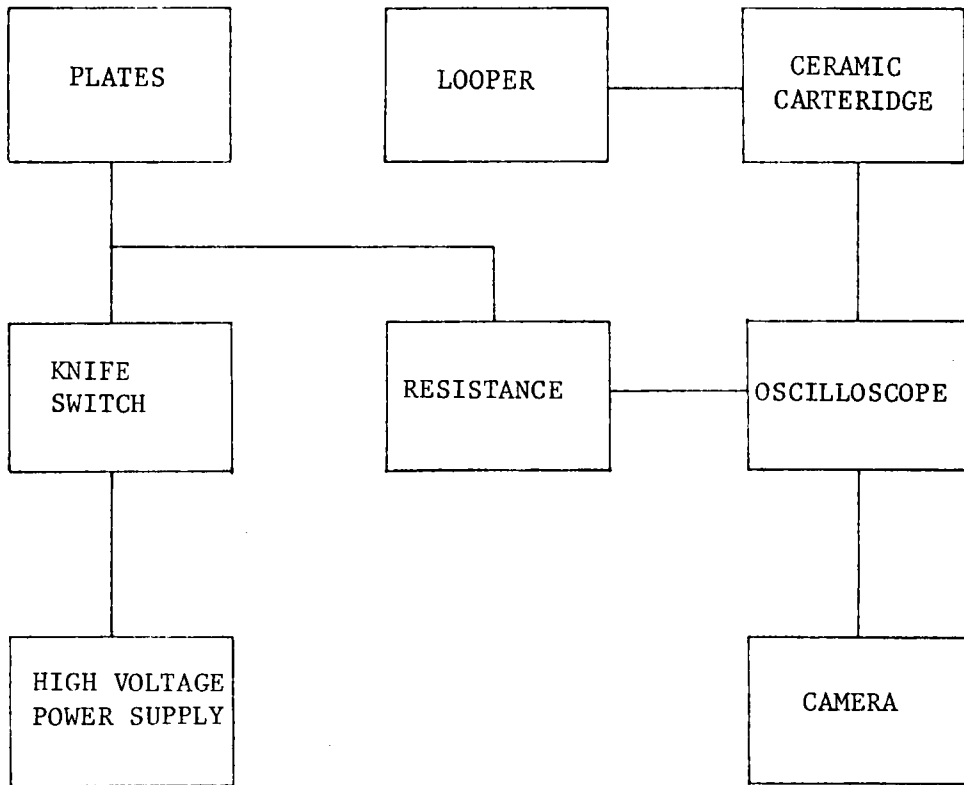 PLATES
LOOPER
CERAMIC
CARTERIDGE
KNIFE
SWITCH
RESISTANCE
OSCILLOSCOPE
HIGH VOLTAGE
POWER SUPPLY
CAMERA